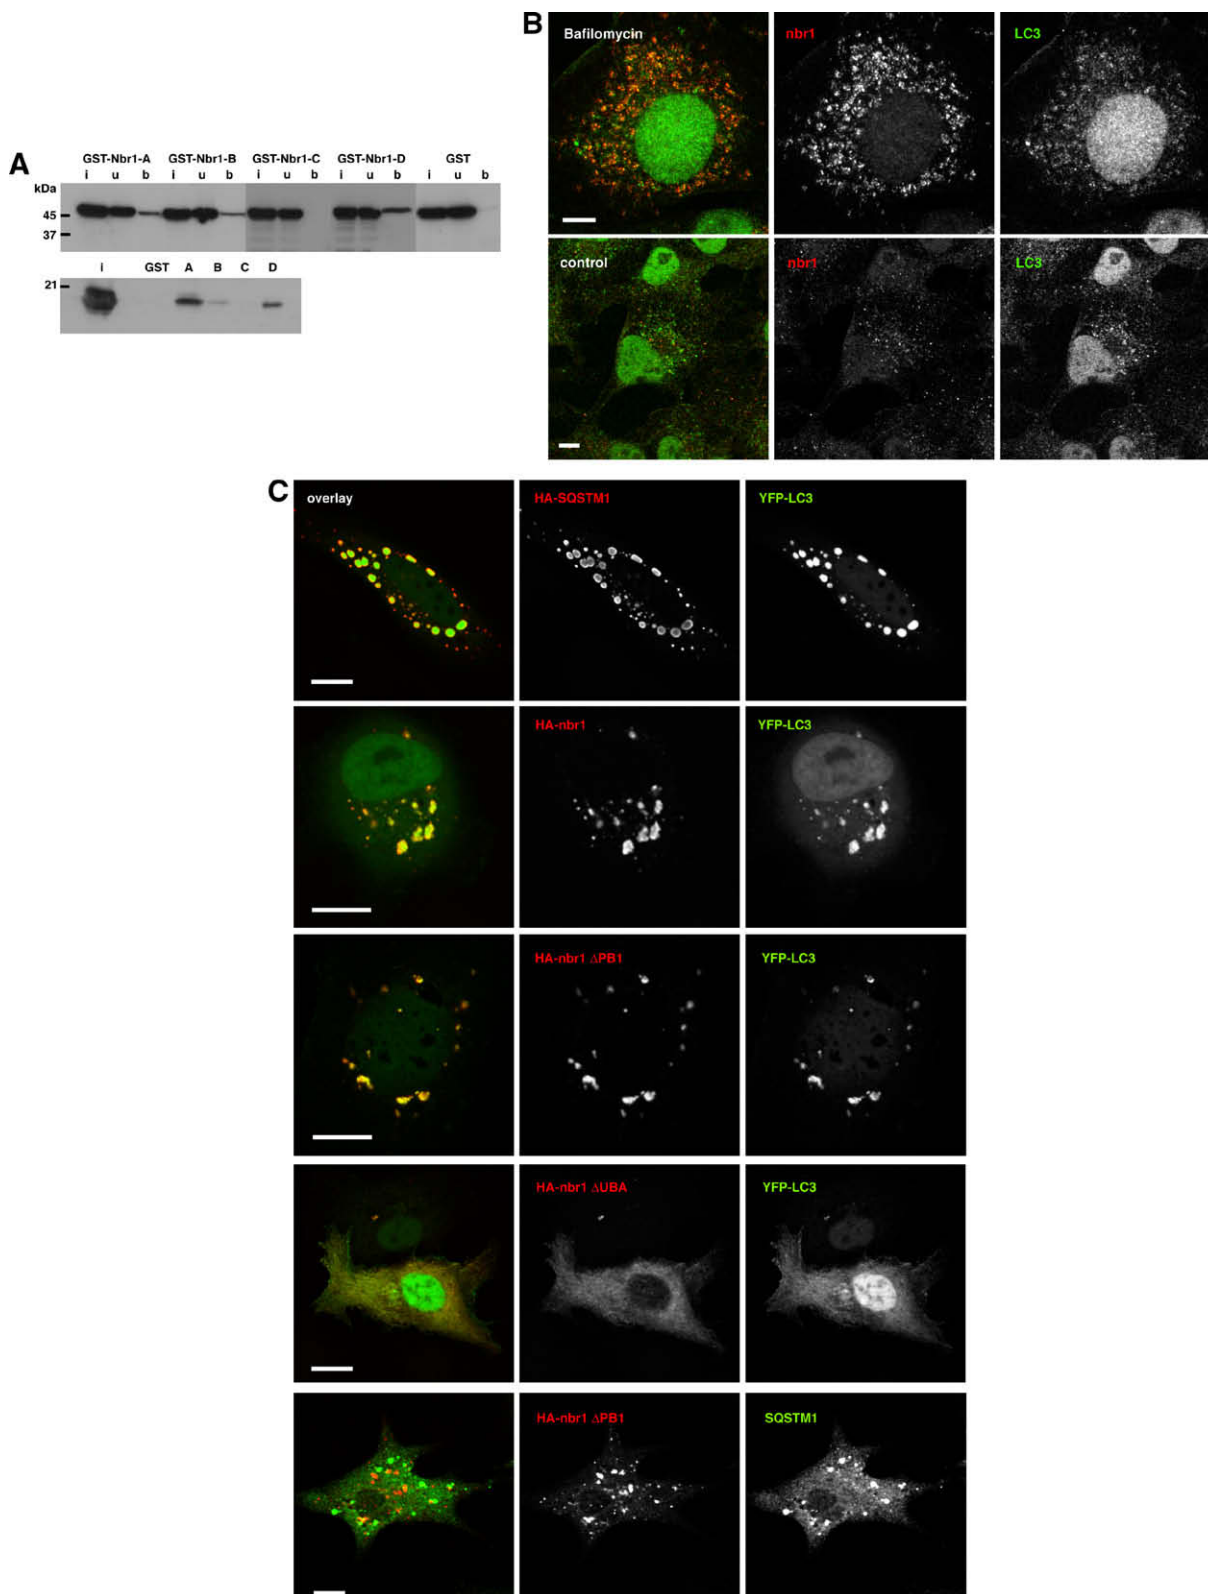 A
GST-Nbr1-A GST-Nbr1-B GST-Nbr1-C GST-Nbr1-D GST
kDa i u b i u b i u b i u b i u b
45
37
i GST A B C D
21
B
Bafilomycin nbr1 LC3
control nbr1 LC3
C
overlay HA-SQSTM1 YFP-LC3
HA-nbr1 YFP-LC3
HA-nbr1 ΔPB1 YFP-LC3
HA-nbr1 ΔUBA YFP-LC3
HA-nbr1 ΔPB1 SQSTM1